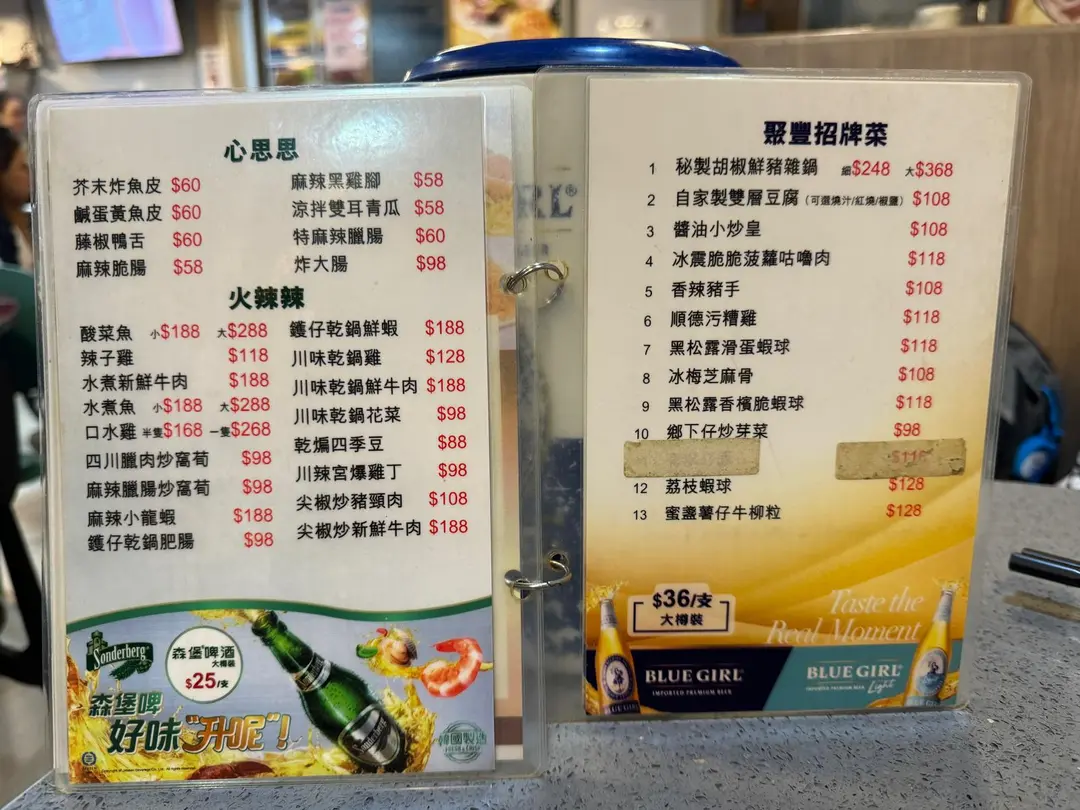 心思思
芥末炸魚皮 $60
鹹蛋黃魚皮 $60
藤椒鴨舌 $60
麻辣脆腸 $58
麻辣黑雞腳 $58
涼拌雙耳青瓜 $58
特麻辣臘腸 $60
炸大腸 $98
火辣辣
酸菜魚 小$188 大$288
辣子雞 $118
水煮新鮮牛肉 $188
水煮魚 小$188 大$288
口水雞 半隻$168 一隻$268
四川臘肉炒窩荀 $98
麻辣臘腸炒窩荀 $98
麻辣小龍蝦 $188
鑊仔乾鍋肥腸 $98
鑊仔乾鍋鮮蝦 $188
川味乾鍋雞 $128
川味乾鍋鮮牛肉 $188
川味乾鍋花菜 $98
乾煸四季豆 $88
川辣宮爆雞丁 $98
尖椒炒豬頸肉 $108
尖椒炒新鮮牛肉 $188
Sonderberg
森堡啤酒
大樽裝
$25/支
森堡啤
好味"升呢"!
韓國製造
聚豐招牌菜
1 秘製胡椒鮮豬雜鍋 細$248 大$368
2 自家製雙層豆腐 (可選燒汁/紅燒/椒鹽) $108
3 醬油小炒皇 $108
4 冰震脆脆菠蘿咕嚕肉 $118
5 香辣豬手 $108
6 順德污糟雞 $118
7 黑松露滑蛋蝦球 $118
8 冰梅芝麻骨 $108
9 黑松露香檳脆蝦球 $118
10 鄉下仔炒芽菜 $98
12 荔枝蝦球 $128
13 蜜盞薯仔牛柳粒 $128
$36/支
大樽裝
Taste the
Real Moment
BLUE GIRL
IMPORTED PREMIUM BEER
BLUE GIRL
IMPORTED PREMIUM BEER
Light